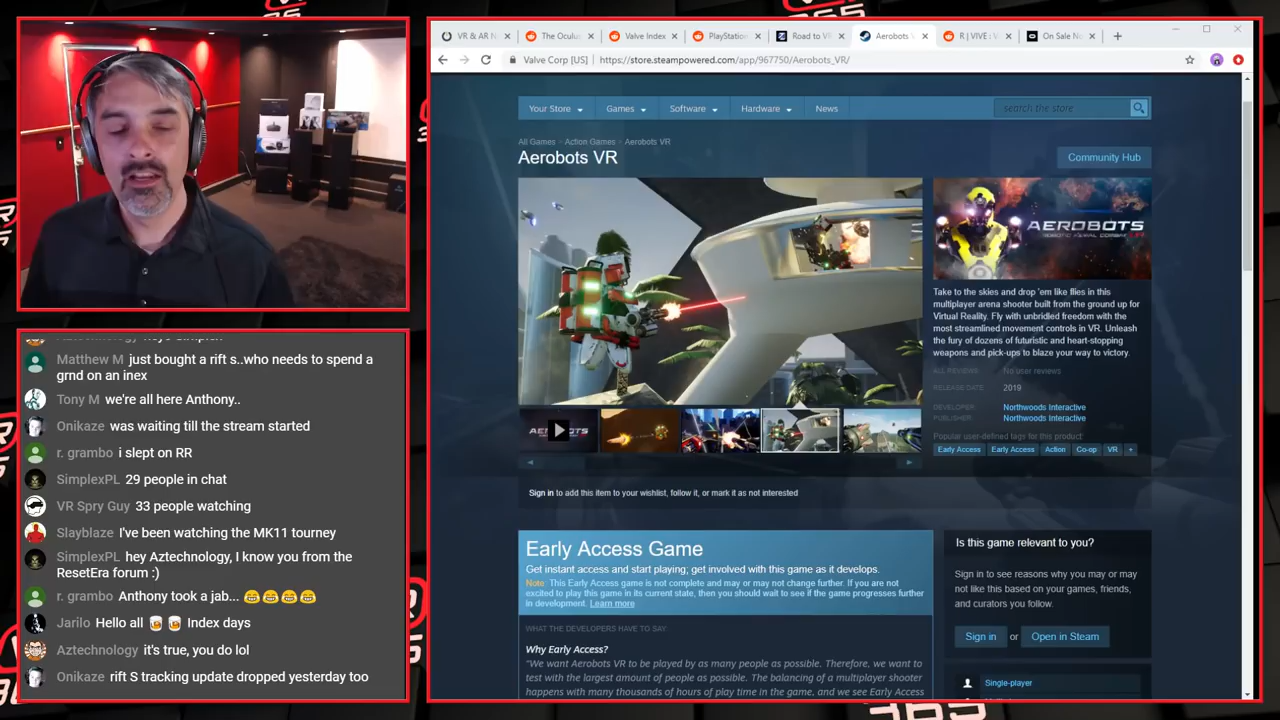 VR & AR N
The Oculus
Valve Index
PlayStation
Road to VR
Aerobots V
R | VIVE : V
On Sale No
Valve Corp [US] | https://store.steampowered.com/app/967750/Aerobots_VR/
Your Store
Games
Software
Hardware
News
search the store
All Games > Action Games > Aerobots VR
Aerobots VR
Community Hub
AEROBOTS
ROBOTIC AERIAL COMBAT
Take to the skies and drop 'em like flies in this
multiplayer arena shooter built from the ground up for
Virtual Reality. Fly with unbridled freedom with the
most streamlined movement controls in VR. Unleash
the fury of dozens of futuristic and heart-stopping
weapons and pick-ups to blaze your way to victory.
ALL REVIEWS: No user reviews
RELEASE DATE: 2019
DEVELOPER: Northwoods Interactive
PUBLISHER: Northwoods Interactive
Popular user-defined tags for this product:
Early Access Early Access Action Co-op VR +
Sign in to add this item to your wishlist, follow it, or mark it as not interested
Early Access Game
Get instant access and start playing; get involved with this game as it develops.
Note: This Early Access game is not complete and may or may not change further. If you are
not excited to play this game in its current state, then you should wait to see if the game progresses further
in development. Learn more
WHAT THE DEVELOPERS HAVE TO SAY:
Why Early Access?
"We want Aerobots VR to be played by as many people as possible. Therefore, we want to
test with the largest amount of people as possible. The balancing of a multiplayer shooter
happens with many thousands of hours of play time in the game, and we see Early Access
Is this game relevant to you?
Sign in to see reasons why you may or may
not like this based on your games, friends,
and curators you follow.
Sign in or Open in Steam
Single-player
Matthew M just bought a rift s..who needs to spend a
grnd on an inex
Tony M we're all here Anthony..
Onikaze was waiting till the stream started
r. grambo i slept on RR
SimplexPL 29 people in chat
VR Spry Guy 33 people watching
Slayblaze I've been watching the MK11 tourney
SimplexPL hey Aztechnology, I know you from the
ResetEra forum :)
r. grambo Anthony took a jab... 😂😂😂😂
Jarilo Hello all 🍺 🍺 Index days
Aztechnology it's true, you do lol
Onikaze rift S tracking update dropped yesterday too